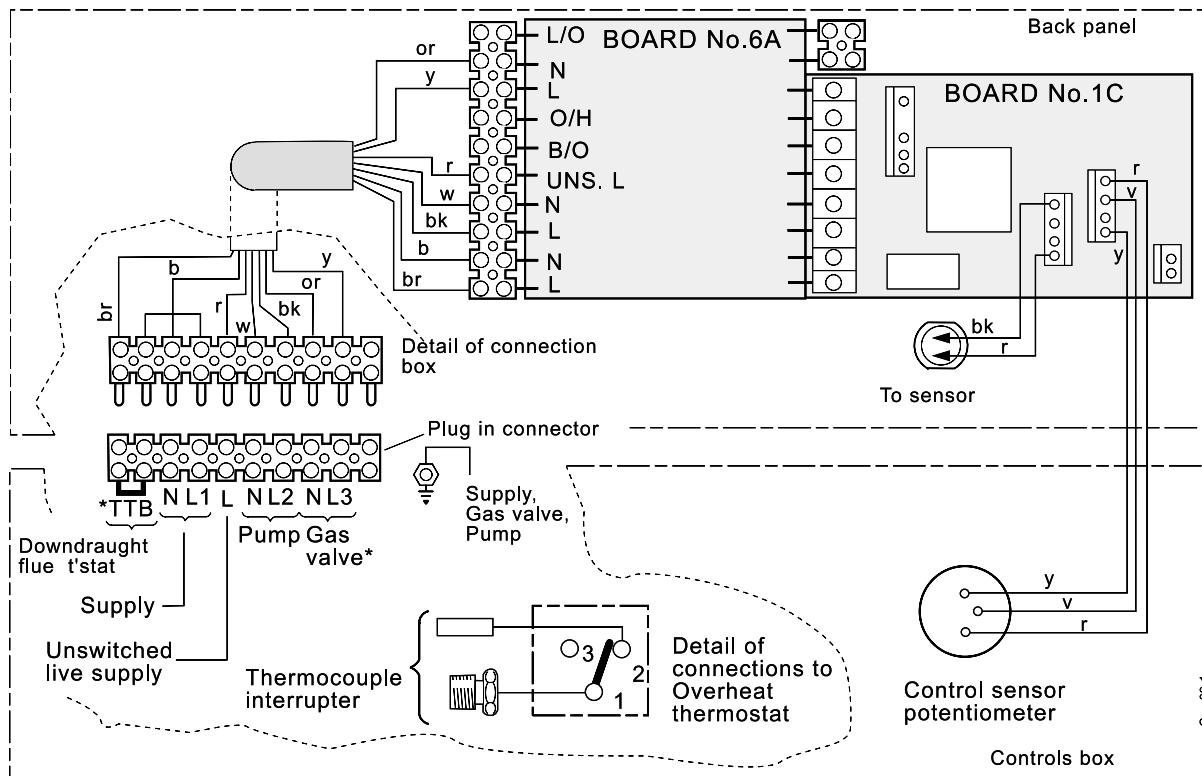 Back panel
BOARD No.6A
BOARD No.1C
L/O
N
L
O/H
B/O
UNS. L
N
L
N
L
or
y
r
w
bk
b
br
r
v
y
br
b
r
w
bk
or
y
bk
r
To sensor
Detail of connection
box
Plug in connector
*TTB
N L1
L
N L2
N L3
Downdraught
flue t'stat
Pump
Gas
valve*
Supply,
Gas valve,
Pump
Supply
Unswitched
live supply
Thermocouple
interrupter
3
2
1
Detail of
connections to
Overheat
thermostat
y
v
r
Control sensor
potentiometer
Controls box